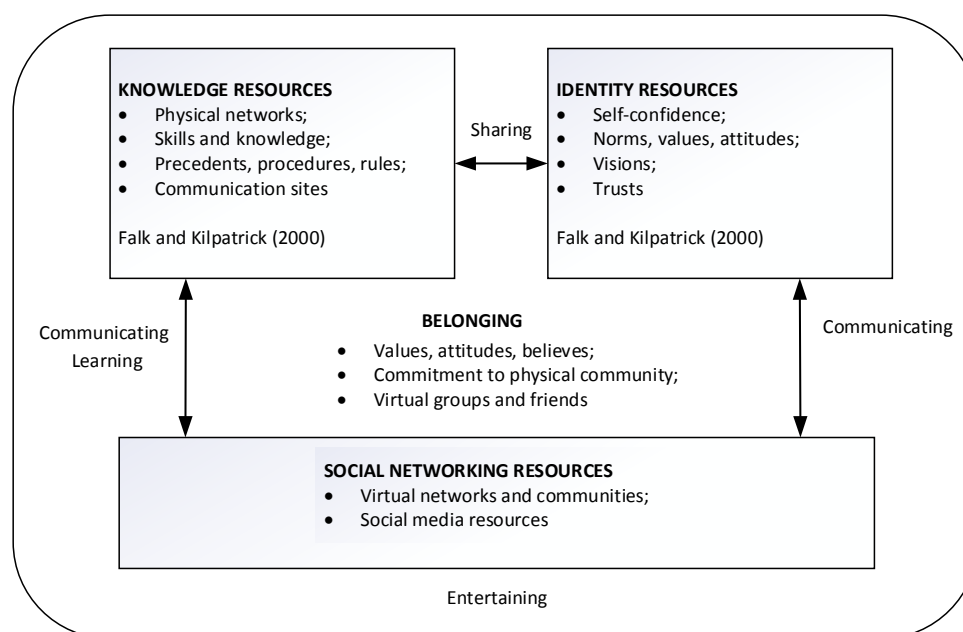 KNOWLEDGE RESOURCES
• Physical networks;
• Skills and knowledge;
• Precedents, procedures, rules;
• Communication sites
Falk and Kilpatrick (2000)
Sharing
IDENTITY RESOURCES
• Self-confidence;
• Norms, values, attitudes;
• Visions;
• Trusts
Falk and Kilpatrick (2000)
Communicating
Learning
BELONGING
• Values, attitudes, believes;
• Commitment to physical community;
• Virtual groups and friends
Communicating
SOCIAL NETWORKING RESOURCES
• Virtual networks and communities;
• Social media resources
Entertaining